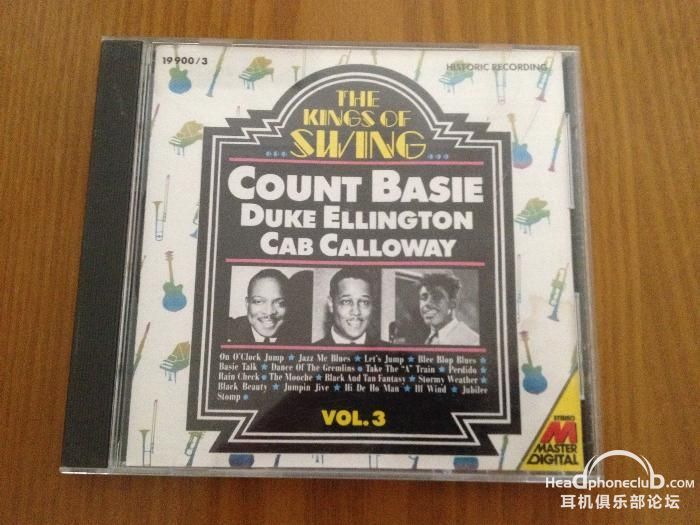 19 900 / 3
HISTORIC RECORDING
THE
KINGS OF
SWING
COUNT BASIE
DUKE ELLINGTON
CAB CALLOWAY
On O'Clock Jump ★ Jazz Me Blues ★ Let's Jump ★ Blee Blop Blues ★
Basie Talk ★ Dance Of The Gremlins ● Take The "A" Train ★ Perdido ★
Rain Check ● The Mooche ★ Black And Tan Fantasy ★ Stormy Weather ★
Black Beauty ★ Jumpin Jive ★ Hi De Ho Man ★ Ill Wind ★ Jubilee
Stomp ●
VOL. 3
STEREO
M
MASTER
DIGITAL
Headphoneclub.com
耳机俱乐部论坛